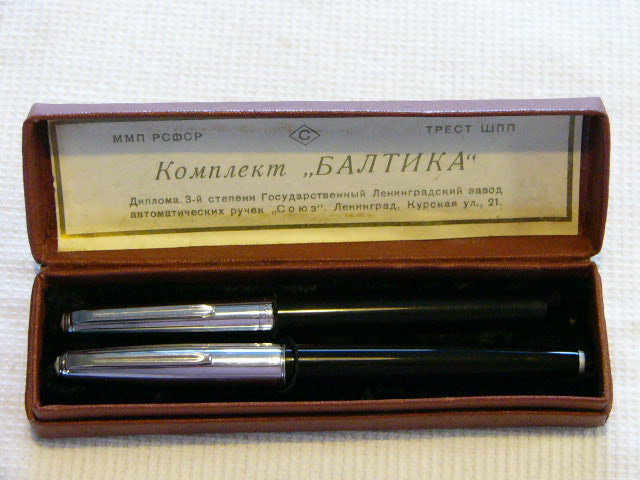 ММП РСФСР С ТРЕСТ ШПП
Комплект „БАЛТИКА“
Диплома 3-й степени Государственный Ленинградский завод
автоматических ручек „Союз“. Ленинград, Курская ул., 21.